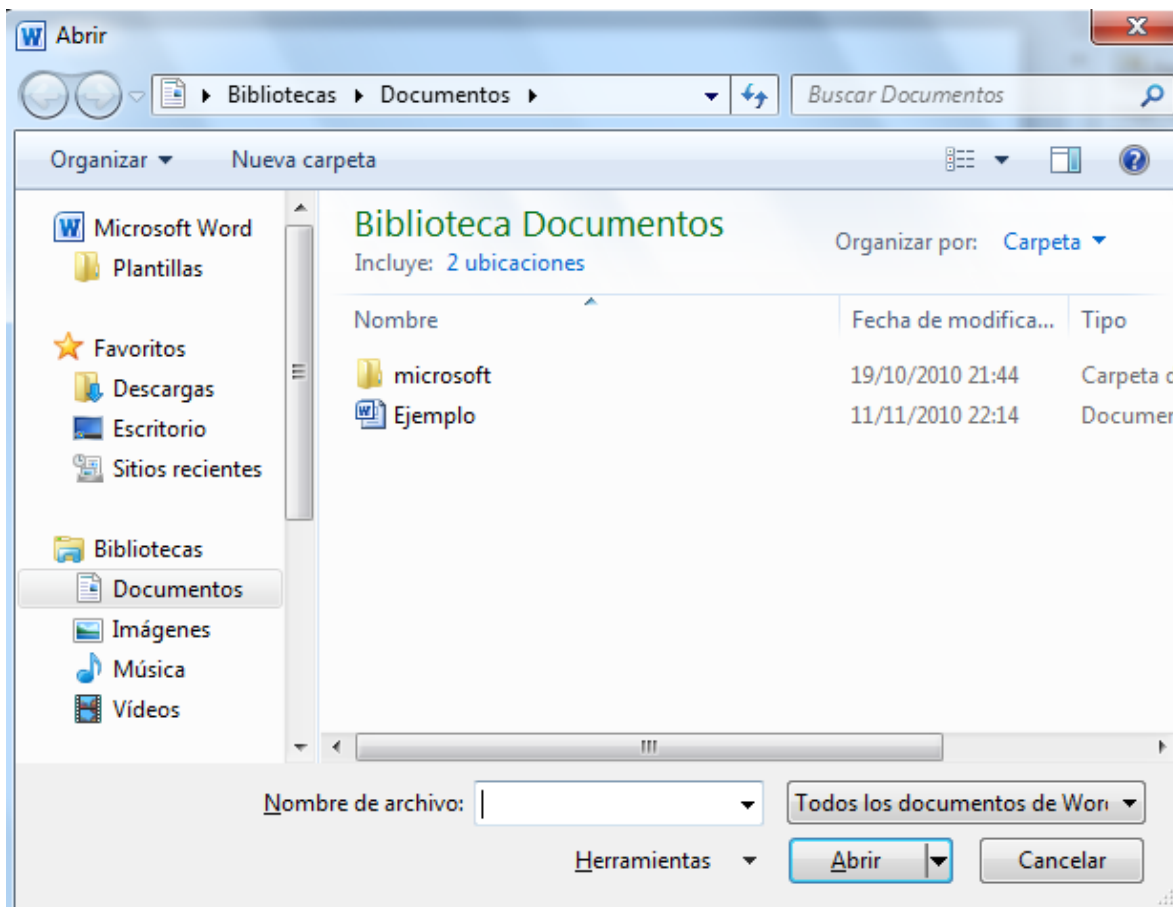 Abrir
Bibliotecas Documentos
Buscar Documentos
Organizar Nueva carpeta
Microsoft Word
Plantillas
Favoritos
Descargas
Escritorio
Sitios recientes
Bibliotecas
Documentos
Imágenes
Música
Vídeos
Biblioteca Documentos
Incluye: 2 ubicaciones
Organizar por: Carpeta
Nombre Fecha de modifica... Tipo
microsoft 19/10/2010 21:44 Carpeta
Ejemplo 11/11/2010 22:14 Documen
Nombre de archivo: Todos los documentos de Wor
Herramientas Abrir Cancelar